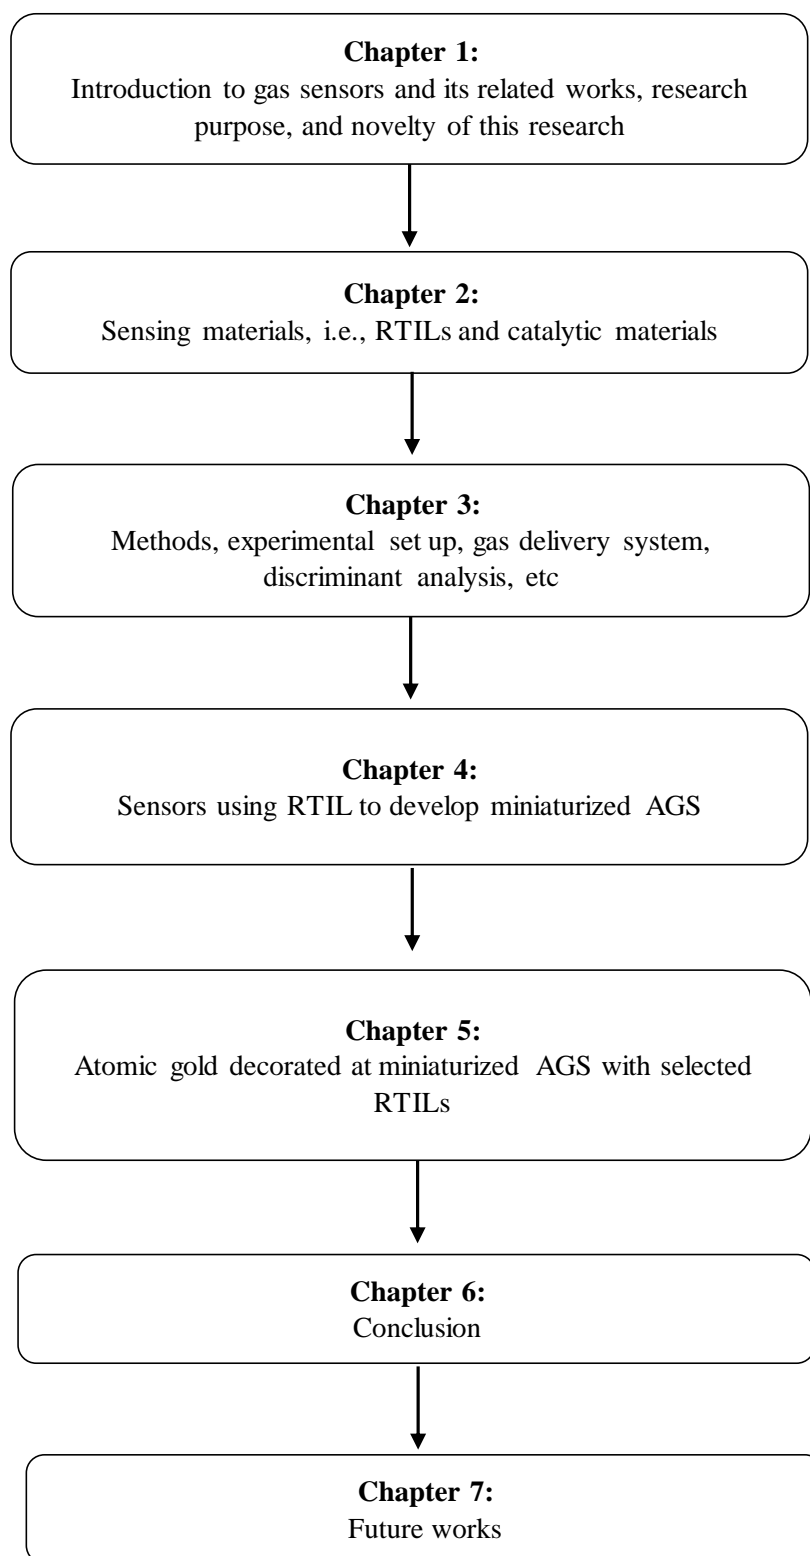 Chapter 1:
Introduction to gas sensors and its related works, research
purpose, and novelty of this research
Chapter 2:
Sensing materials, i.e., RTILs and catalytic materials
Chapter 3:
Methods, experimental set up, gas delivery system,
discriminant analysis, etc
Chapter 4:
Sensors using RTIL to develop miniaturized AGS
Chapter 5:
Atomic gold decorated at miniaturized AGS with selected
RTILs
Chapter 6:
Conclusion
Chapter 7:
Future works